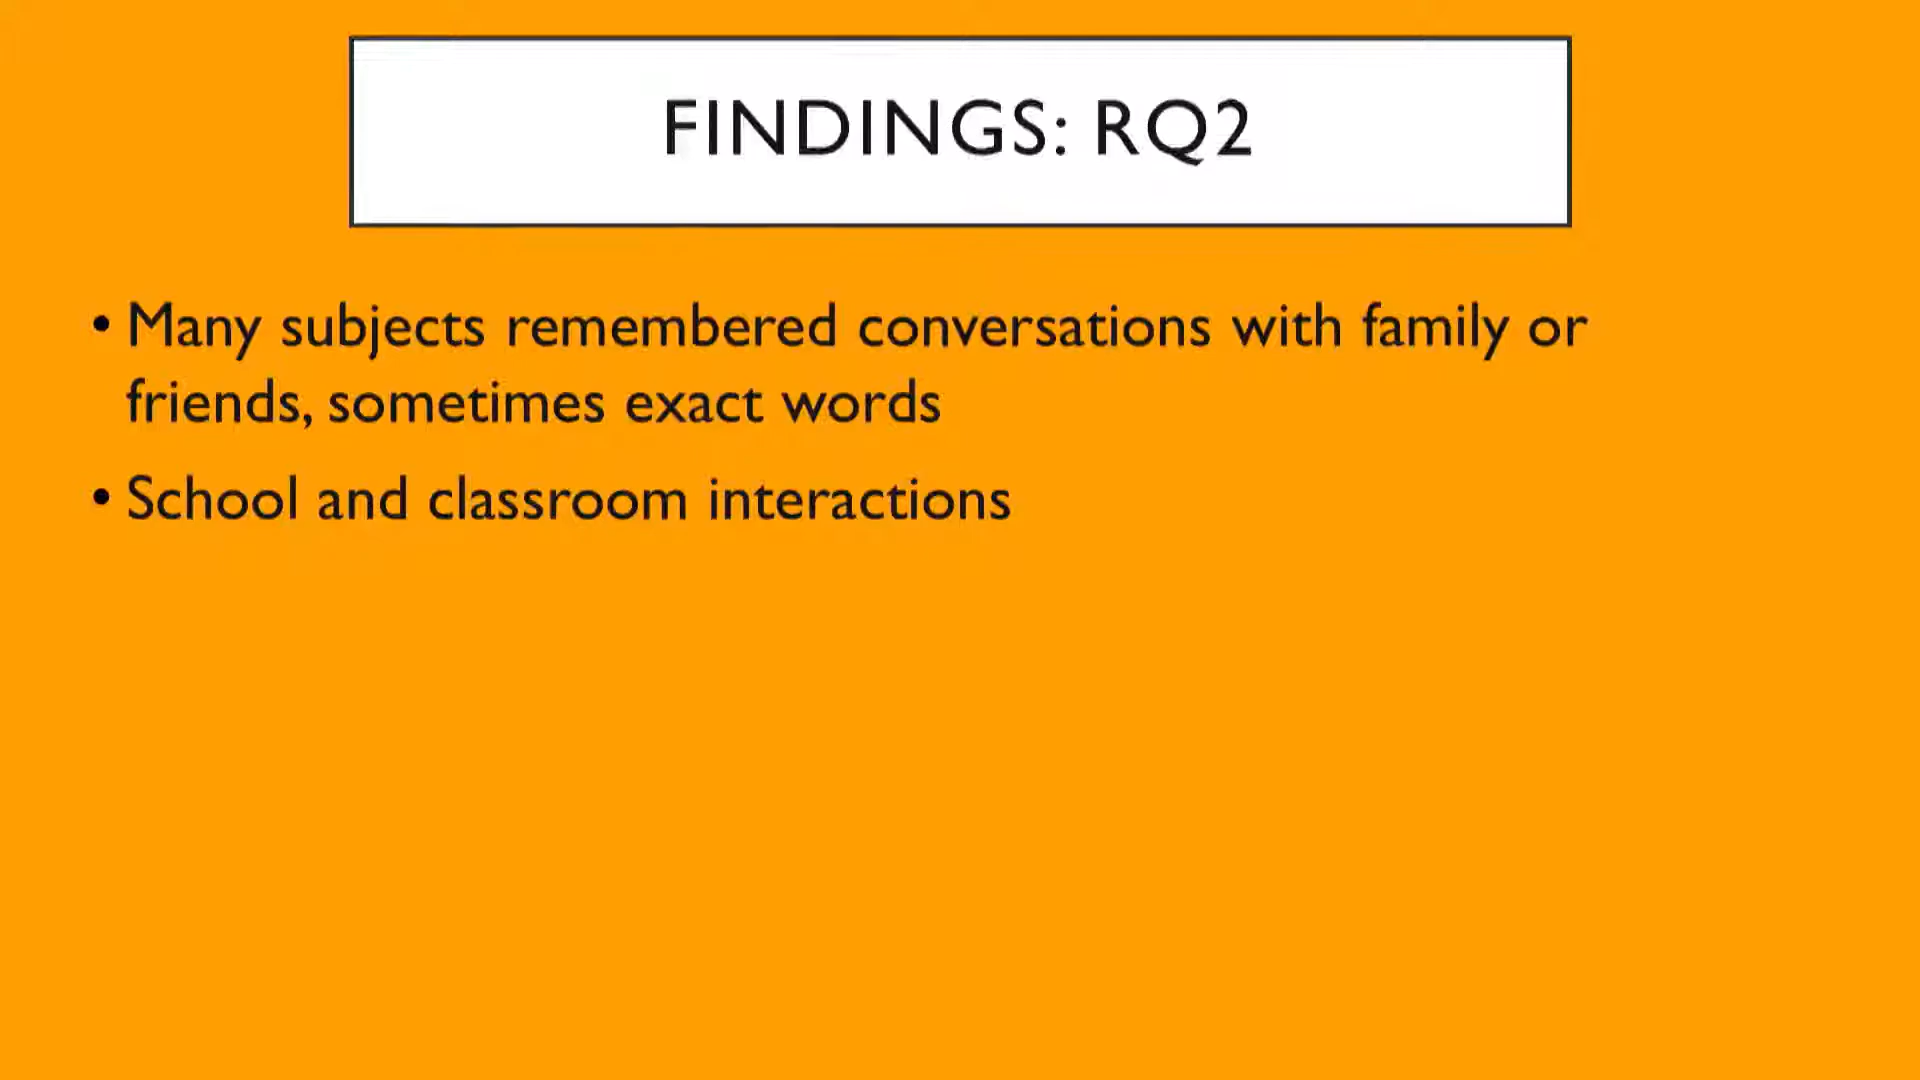 FINDINGS: RQ2
• Many subjects remembered conversations with family or
friends, sometimes exact words
• School and classroom interactions